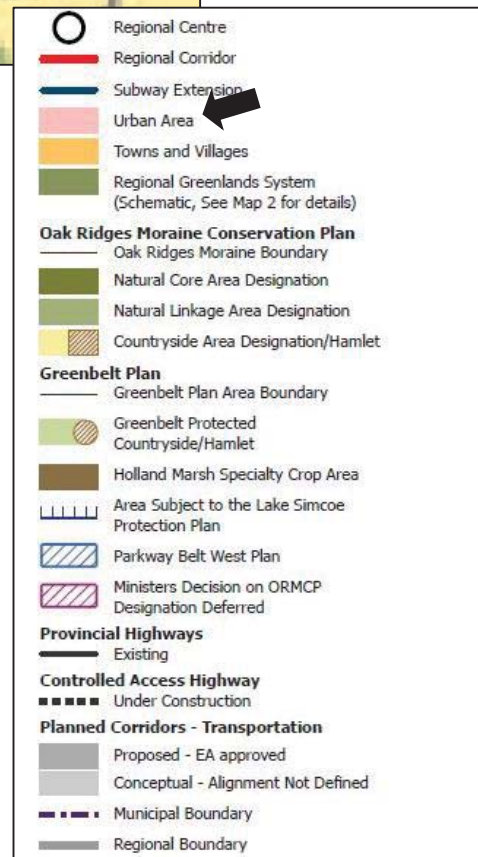 Regional Centre
Regional Corridor
Subway Extension
Urban Area
Towns and Villages
Regional Greenlands System
(Schematic, See Map 2 for details)
Oak Ridges Moraine Conservation Plan
Oak Ridges Moraine Boundary
Natural Core Area Designation
Natural Linkage Area Designation
Countryside Area Designation/Hamlet
Greenbelt Plan
Greenbelt Plan Area Boundary
Greenbelt Protected
Countryside/Hamlet
Holland Marsh Specialty Crop Area
Area Subject to the Lake Simcoe
Protection Plan
Parkway Belt West Plan
Ministers Decision on ORMCP
Designation Deferred
Provincial Highways
Existing
Controlled Access Highway
Under Construction
Planned Corridors - Transportation
Proposed - EA approved
Conceptual - Alignment Not Defined
Municipal Boundary
Regional Boundary